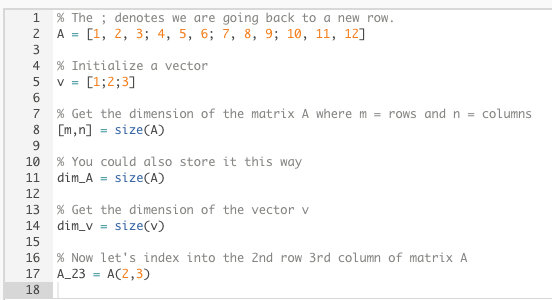 1 % The ; denotes we are going back to a new row.
2 A = [1, 2, 3; 4, 5, 6; 7, 8, 9; 10, 11, 12]
3
4 % Initialize a vector
5 v = [1;2;3]
6
7 % Get the dimension of the matrix A where m = rows and n = columns
8 [m,n] = size(A)
9
10 % You could also store it this way
11 dim_A = size(A)
12
13 % Get the dimension of the vector v
14 dim_v = size(v)
15
16 % Now let's index into the 2nd row 3rd column of matrix A
17 A_23 = A(2,3)
18